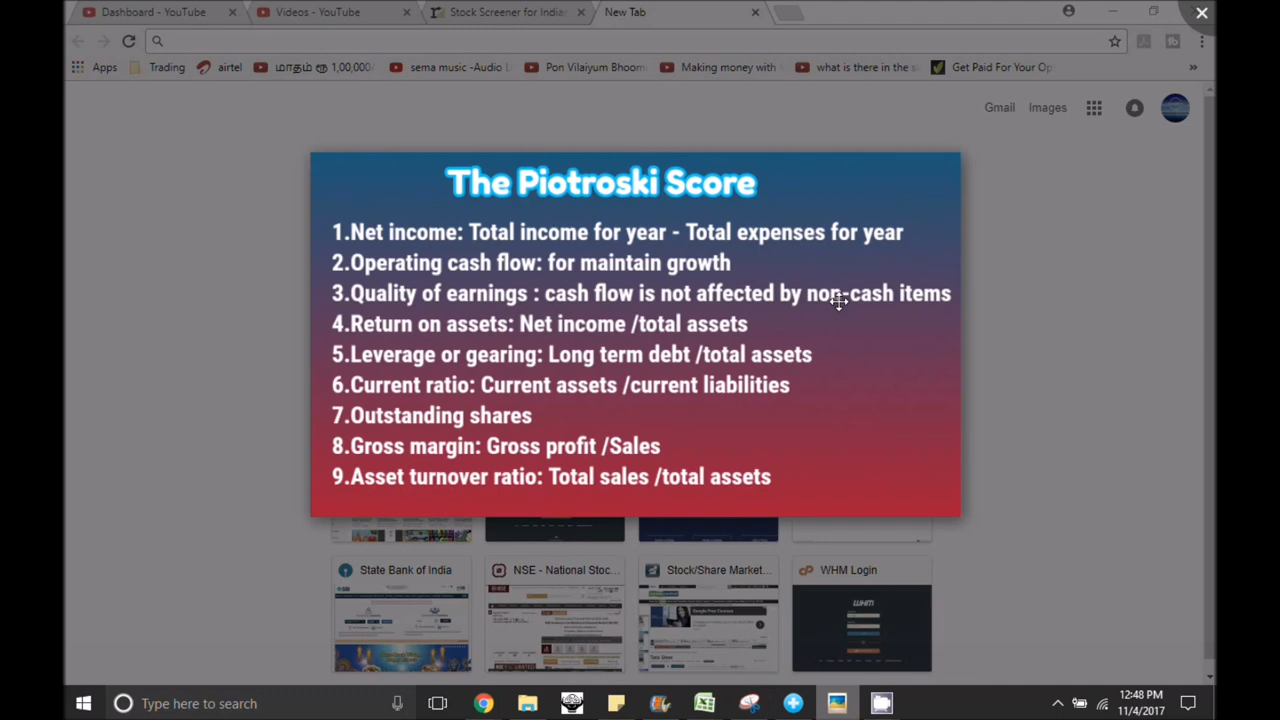 Dashboard - YouTube
Videos - YouTube
Stock Screener for India
New Tab
Apps
Trading
airtel
மாதம் ரூ 1,00,000/
sema music -Audio
Pon Vilaiyum Bhoom
Making money with
what is there in the
Get Paid For Your Op
Gmail
Images
The Piotroski Score
1.Net income: Total income for year - Total expenses for year
2.Operating cash flow: for maintain growth
3.Quality of earnings : cash flow is not affected by non-cash items
4.Return on assets: Net income /total assets
5.Leverage or gearing: Long term debt /total assets
6.Current ratio: Current assets /current liabilities
7.Outstanding shares
8.Gross margin: Gross profit /Sales
9.Asset turnover ratio: Total sales /total assets
State Bank of India
NSE - National Stoc...
Stock/Share Market...
WHM Login
WHM
Type here to search
12:48 PM
11/4/2017